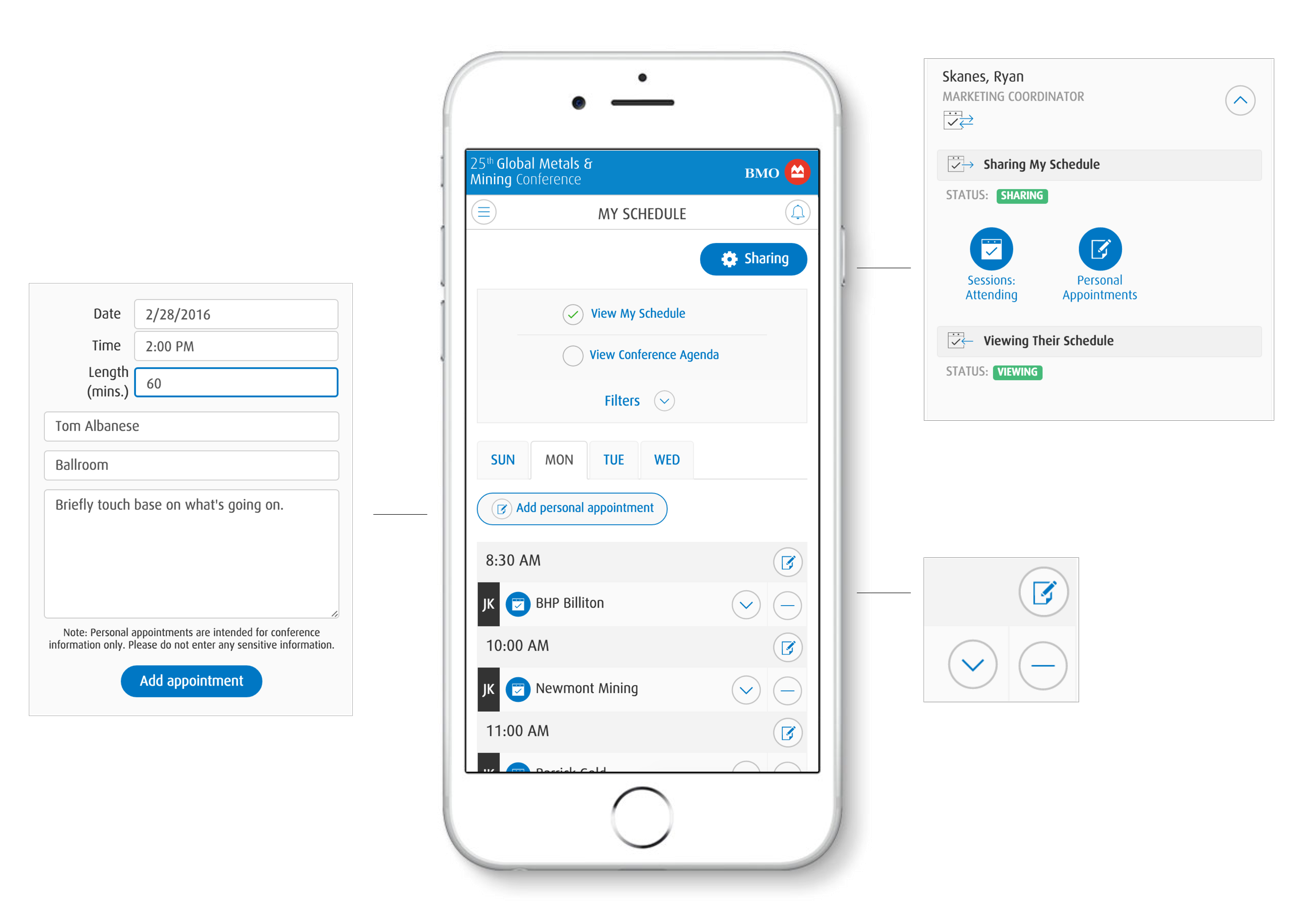 Date
2/28/2016
Time
2:00 PM
Length
(mins.)
60
Tom Albanese
Ballroom
Briefly touch base on what's going on.
Note: Personal appointments are intended for conference
information only. Please do not enter any sensitive information.
Add appointment
25th Global Metals &
Mining Conference
BMO
MY SCHEDULE
Sharing
View My Schedule
View Conference Agenda
Filters
SUN
MON
TUE
WED
Add personal appointment
8:30 AM
JK
BHP Billiton
10:00 AM
JK
Newmont Mining
11:00 AM
JK
Barrick Gold
Skanes, Ryan
MARKETING COORDINATOR
Sharing My Schedule
STATUS: SHARING
Sessions:
Attending
Personal
Appointments
Viewing Their Schedule
STATUS: VIEWING